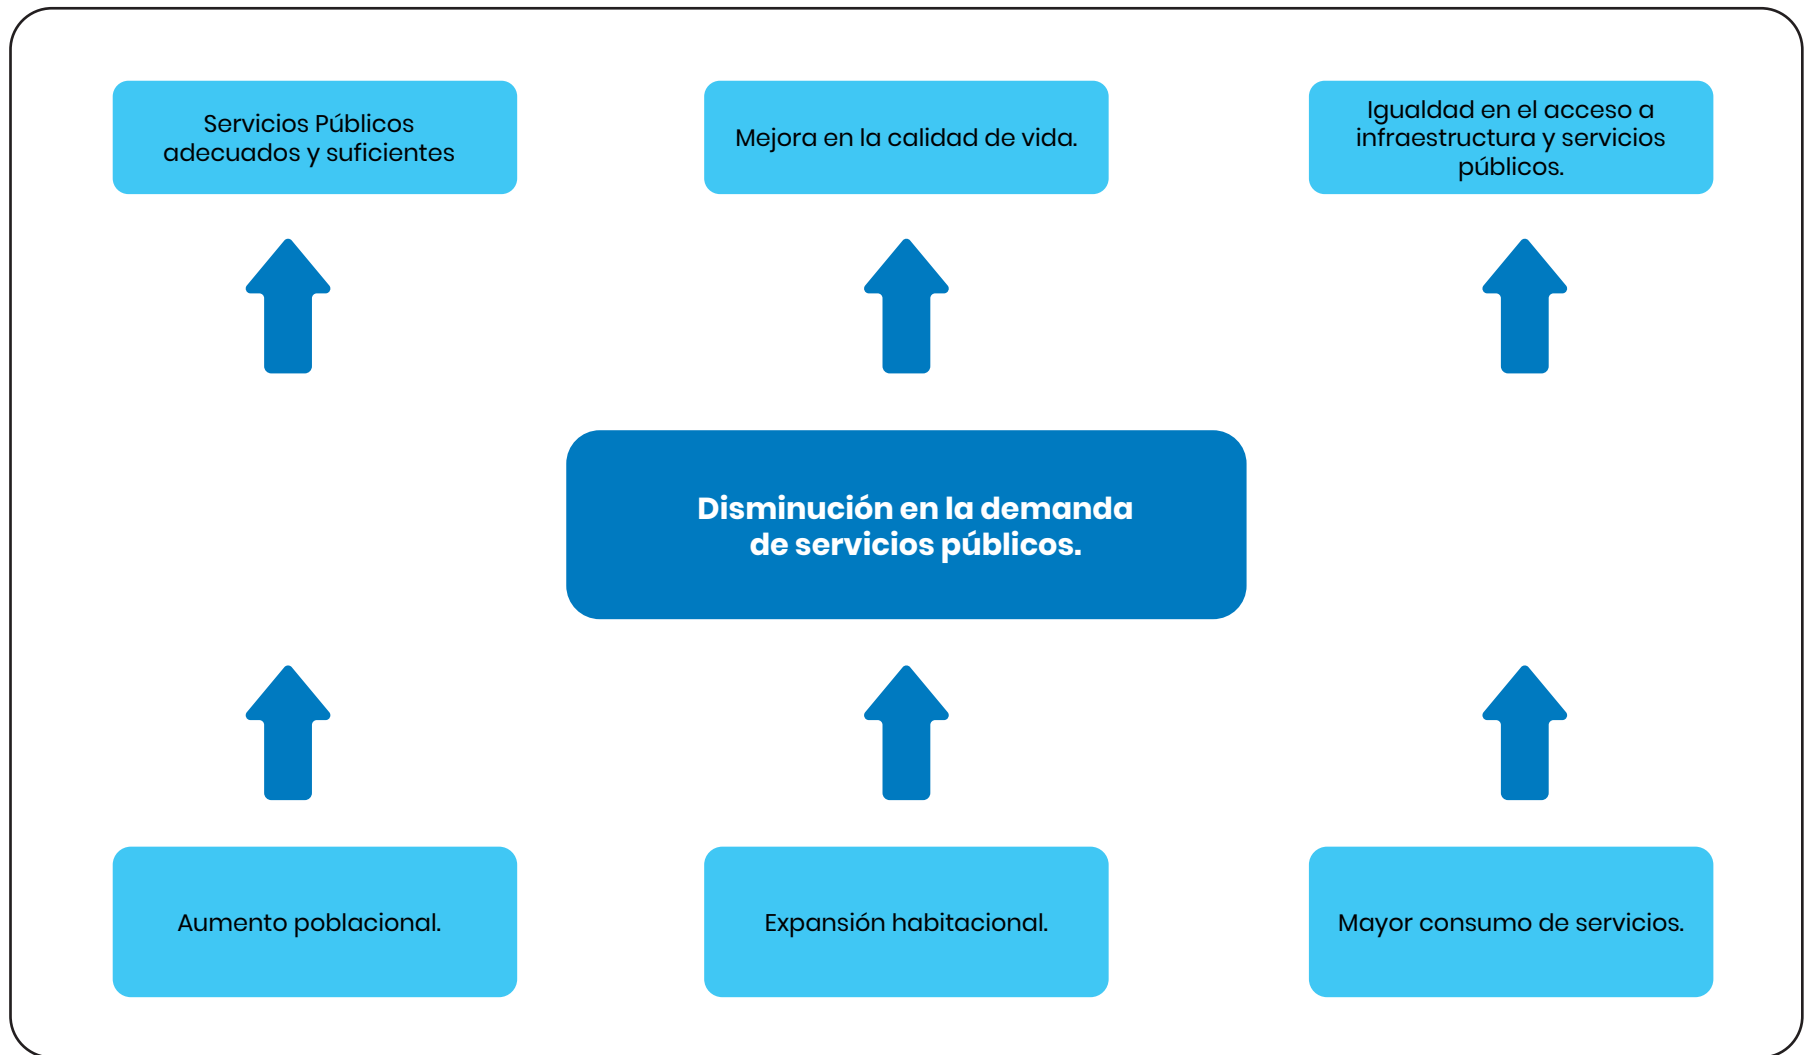 Servicios Públicos
adecuados y suficientes
Mejora en la calidad de vida.
Igualdad en el acceso a
infraestructura y servicios
públicos.
Disminución en la demanda
de servicios públicos.
Aumento poblacional.
Expansión habitacional.
Mayor consumo de servicios.